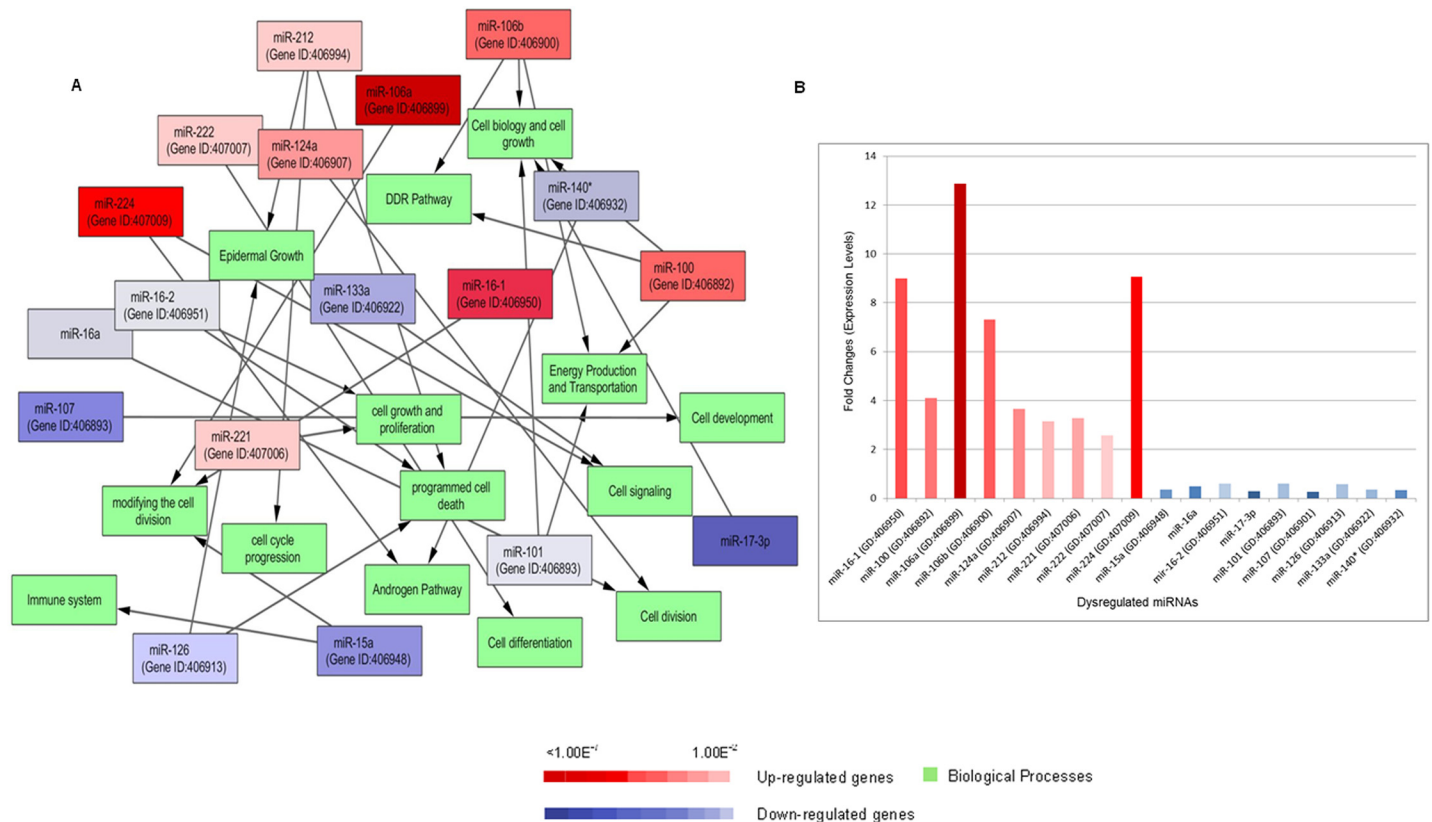 A
miR-212
(Gene ID:406994)
miR-106b
(Gene ID:406900)
miR-106a
(Gene ID:406899)
miR-222
(Gene ID:407007)
miR-124a
(Gene ID:406907)
Cell biology and cell
growth
miR-224
(Gene ID:407009)
DDR Pathway
miR-140*
(Gene ID:406932)
Epidermal Growth
miR-100
(Gene ID:406892)
miR-16-2
(Gene ID:406951)
miR-133a
(Gene ID:406922)
miR-16-1
(Gene ID:406950)
miR-16a
Energy Production
and Transportation
miR-107
(Gene ID:406893)
cell growth and
proliferation
Cell development
miR-221
(Gene ID:407006)
programmed cell
death
Cell signaling
modifying the cell
division
cell cycle
progression
miR-17-3p
miR-101
(Gene ID:406893)
Androgen Pathway
Immune system
Cell division
Cell differentiation
miR-126
(Gene ID:406913)
miR-15a
(Gene ID:406948)
B
Fold Changes (Expression Levels)
14
12
10
8
6
4
2
0
miR-16-1 (GD:406950)
miR-100 (GD:406892)
miR-106a (GD:406899)
miR-106b (GD:406900)
miR-124a (GD:406907)
miR-212 (GD:406994)
miR-221 (GD:407006)
miR-222 (GD:407007)
miR-224 (GD:407009)
miR-15a (GD:406948)
miR-16a
mir-16-2 (GD:406951)
miR-17-3p
miR-101 (GD:406893)
miR-107 (GD:406901)
miR-126 (GD:406913)
miR-133a (GD:406922)
miR-140* (GD:406932)
Dysregulated miRNAs
1.00E⁻²
Up-regulated genes
Biological Processes
Down-regulated genes